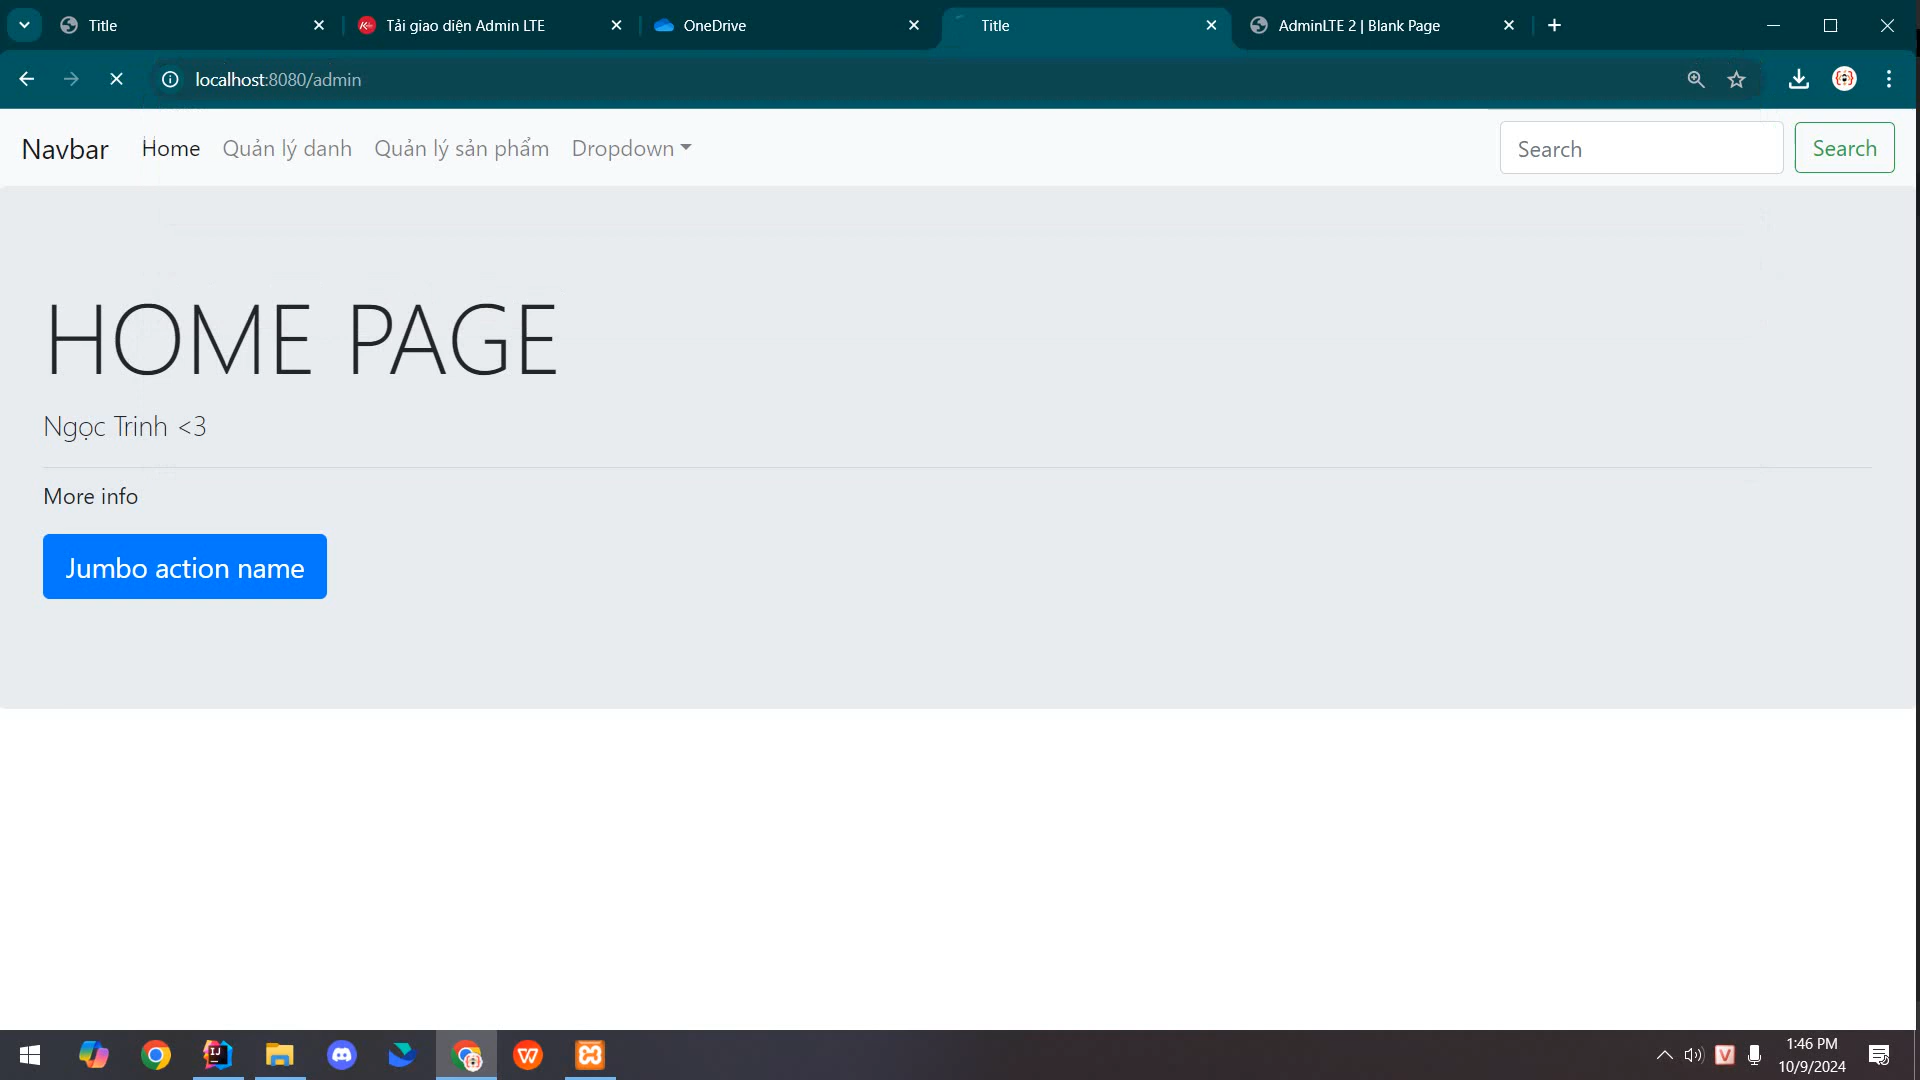 Title
Tải giao diện Admin LTE
OneDrive
Title
AdminLTE 2 | Blank Page
localhost:8080/admin
Navbar
Home
Quản lý danh
Quản lý sản phẩm
Dropdown
Search
Search
HOME PAGE
Ngọc Trinh <3
More info
Jumbo action name
1:46 PM
10/9/2024